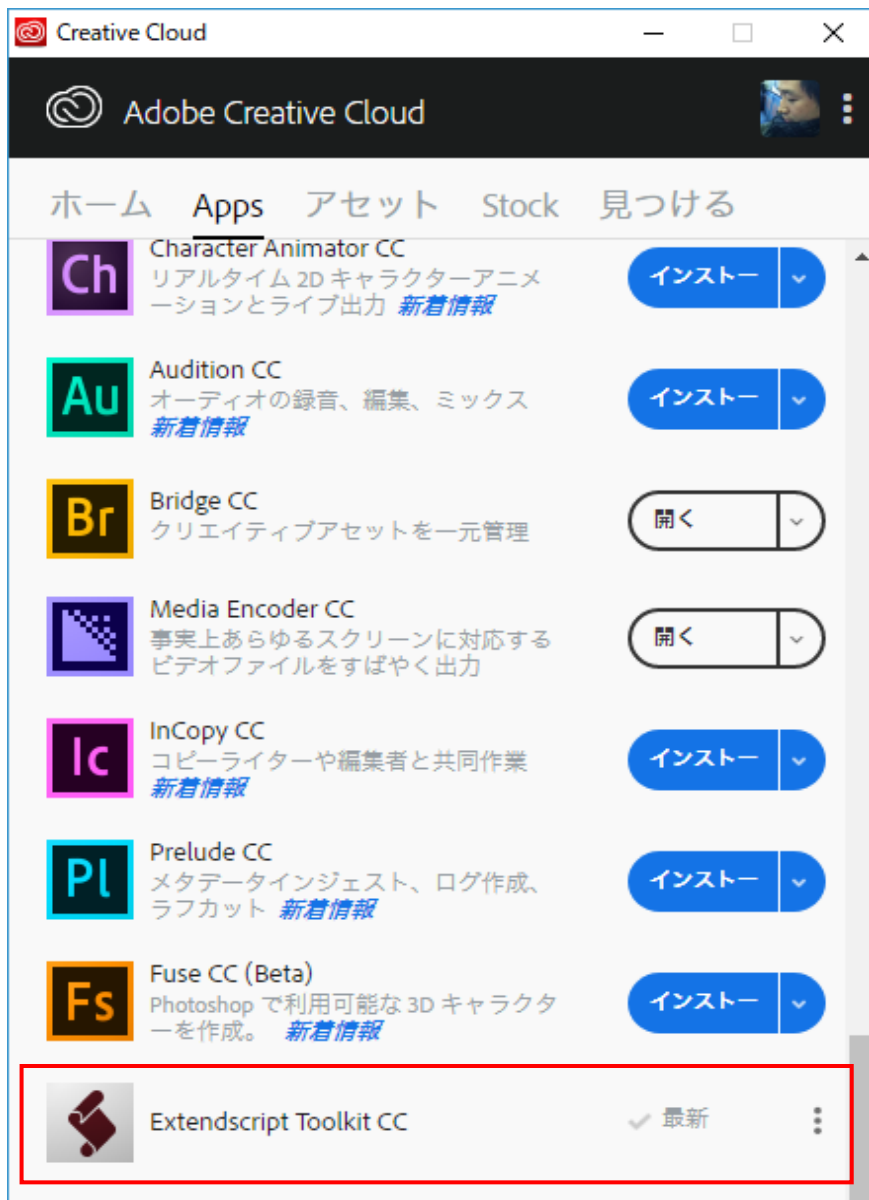 Creative Cloud
Adobe Creative Cloud
ホーム Apps アセット Stock 見つける
Ch
Character Animator CC
リアルタイム 2D キャラクターアニメ
ーションとライブ出力 新着情報
インストー
Au
Audition CC
オーディオの録音、編集、ミックス
新着情報
インストー
Br
Bridge CC
クリエイティブアセットを一元管理
開く
Media Encoder CC
事実上あらゆるスクリーンに対応する
ビデオファイルをすばやく出力
開く
Ic
InCopy CC
コピーライターや編集者と共同作業
新着情報
インストー
Pl
Prelude CC
メタデータインジェスト、ログ作成、
ラフカット 新着情報
インストー
Fs
Fuse CC (Beta)
Photoshop で利用可能な 3D キャラクタ
ーを作成。 新着情報
インストー
Extendscript Toolkit CC
最新